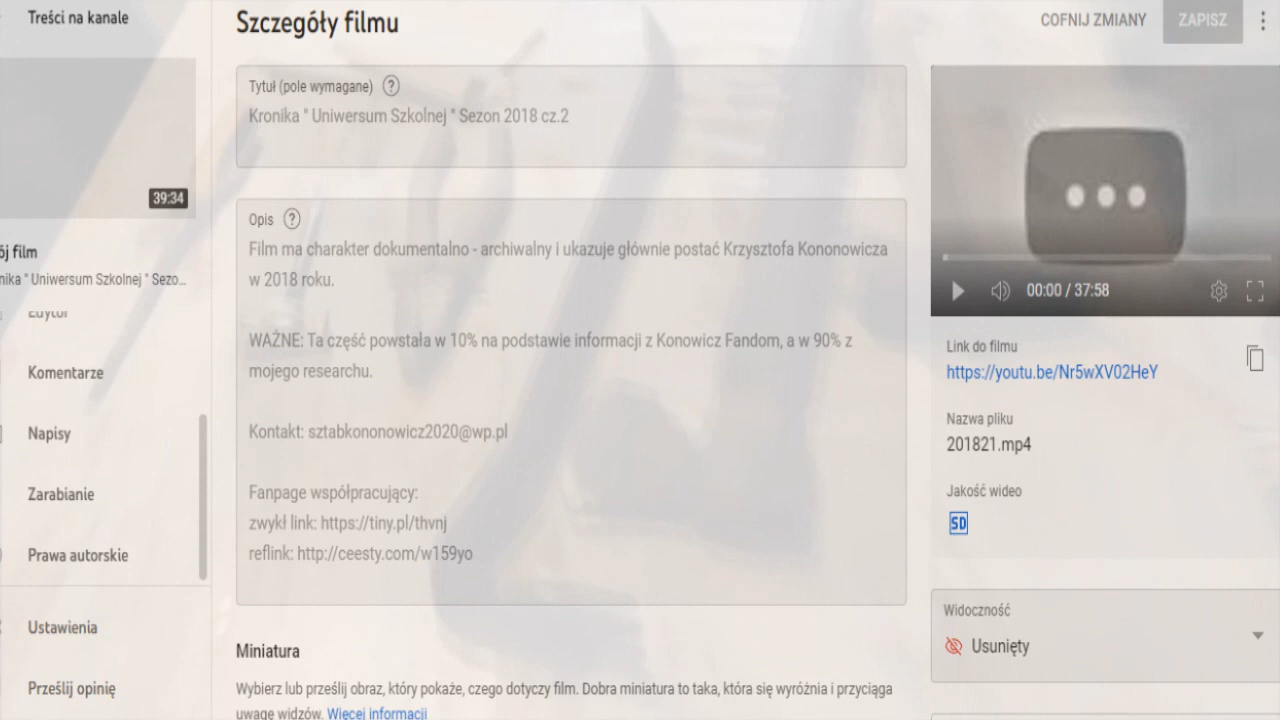 Treści na kanale
Szczegóły filmu
COFNIJ ZMIANY
ZAPISZ
39:34
ój film
nika " Uniwersum Szkolnej " Sezo...
Edytor
Komentarze
Napisy
Zarabianie
Prawa autorskie
Ustawienia
Prześlij opinię
Tytuł (pole wymagane)
Kronika " Uniwersum Szkolnej " Sezon 2018 cz.2
Opis
Film ma charakter dokumentalno - archiwalny i ukazuje głównie postać Krzysztofa Kononowicza
w 2018 roku.
WAŻNE: Ta część powstała w 10% na podstawie informacji z Konowicz Fandom, a w 90% z
mojego researchu.
Kontakt: sztabkononowicz2020@wp.pl
Fanpage współpracujący:
zwykł link: https://tiny.pl/thvnj
reflink: http://ceesty.com/w159yo
Miniatura
Wybierz lub prześlij obraz, który pokaże, czego dotyczy film. Dobra miniatura to taka, która się wyróżnia i przyciąga
uwagę widzów. Więcej informacji
00:00 / 37:58
Link do filmu
https://youtu.be/Nr5wXV02HeY
Nazwa pliku
201821.mp4
Jakość wideo
SD
Widoczność
Usunięty